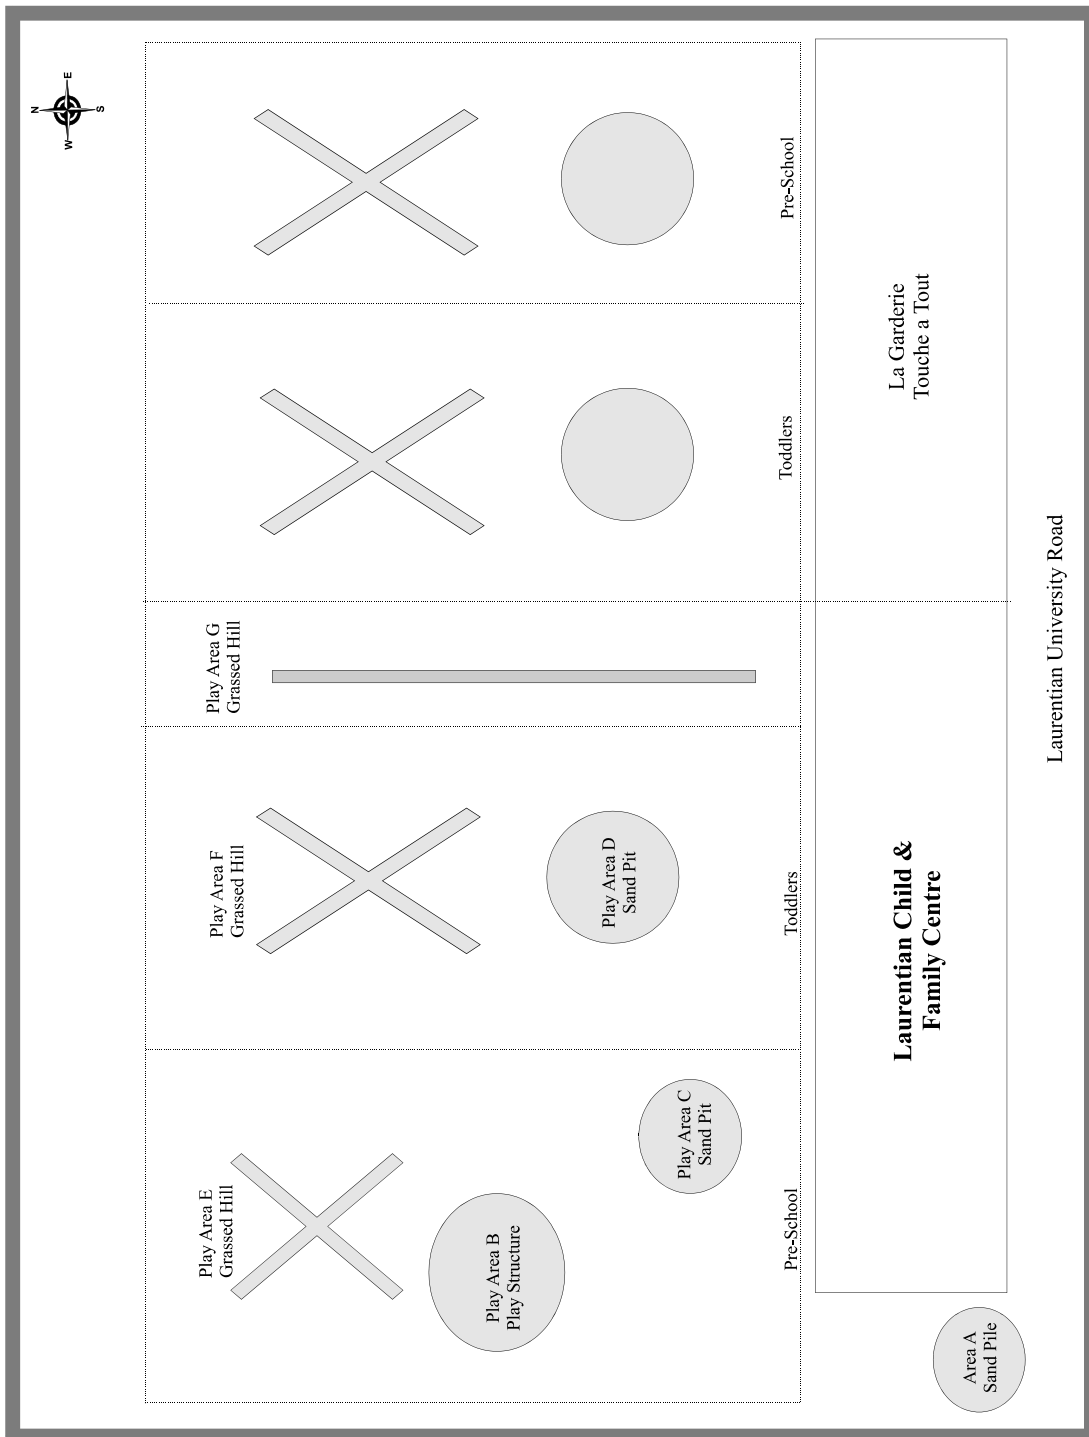 N
E
S
W
Pre-School
Toddlers
La Garderie
Touche a Tout
Play Area G
Grassed Hill
Play Area F
Grassed Hill
Play Area D
Sand Pit
Toddlers
Laurentian Child &
Family Centre
Laurentian University Road
Play Area E
Grassed Hill
Play Area B
Play Structure
Play Area C
Sand Pit
Pre-School
Area A
Sand Pile